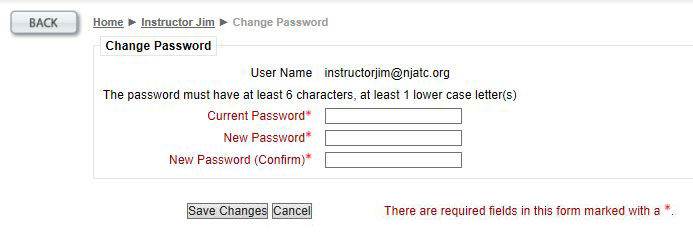 BACK Home ► Instructor Jim ► Change Password
Change Password
User Name instructorjim@njatc.org
The password must have at least 6 characters, at least 1 lower case letter(s)
Current Password*
New Password*
New Password (Confirm)*
Save Changes Cancel There are required fields in this form marked with a *.